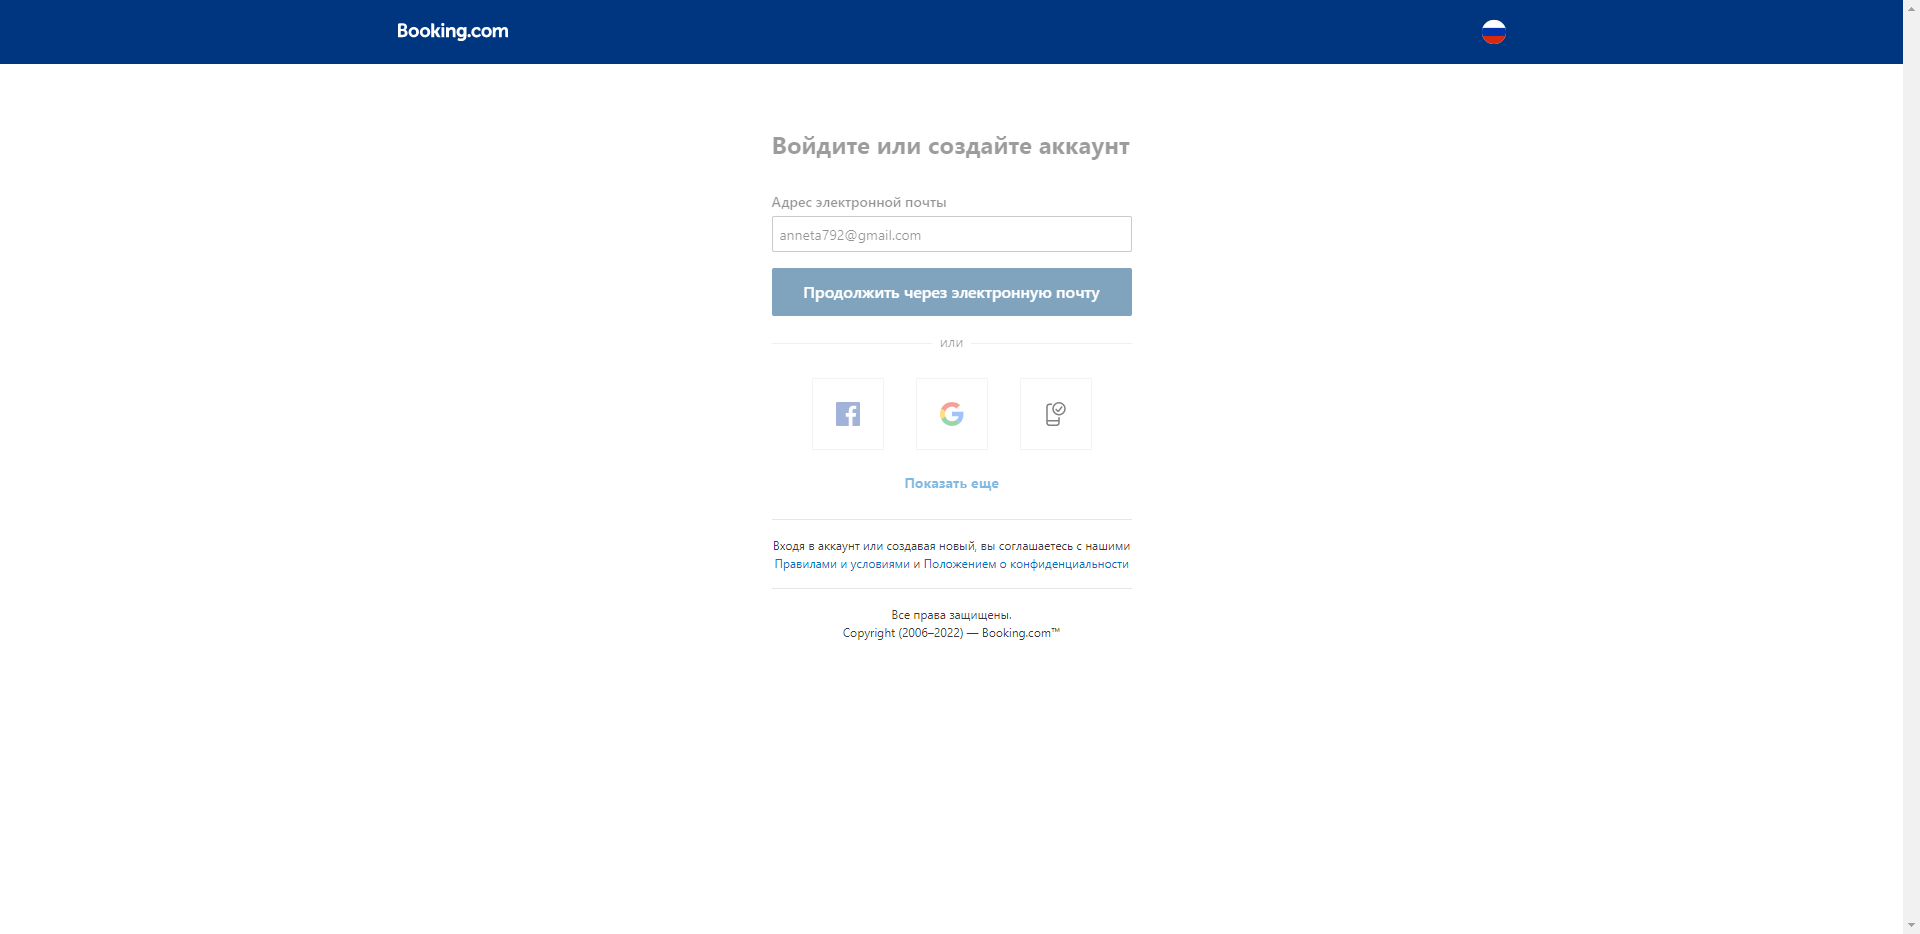 Booking.com
Войдите или создайте аккаунт
Адрес электронной почты
anneta792@gmail.com
Продолжить через электронную почту
или
Показать еще
Входя в аккаунт или создавая новый, вы соглашаетесь с нашими
Правилами и условиями и Положением о конфиденциальности
Все права защищены.
Copyright (2006–2022) — Booking.com™